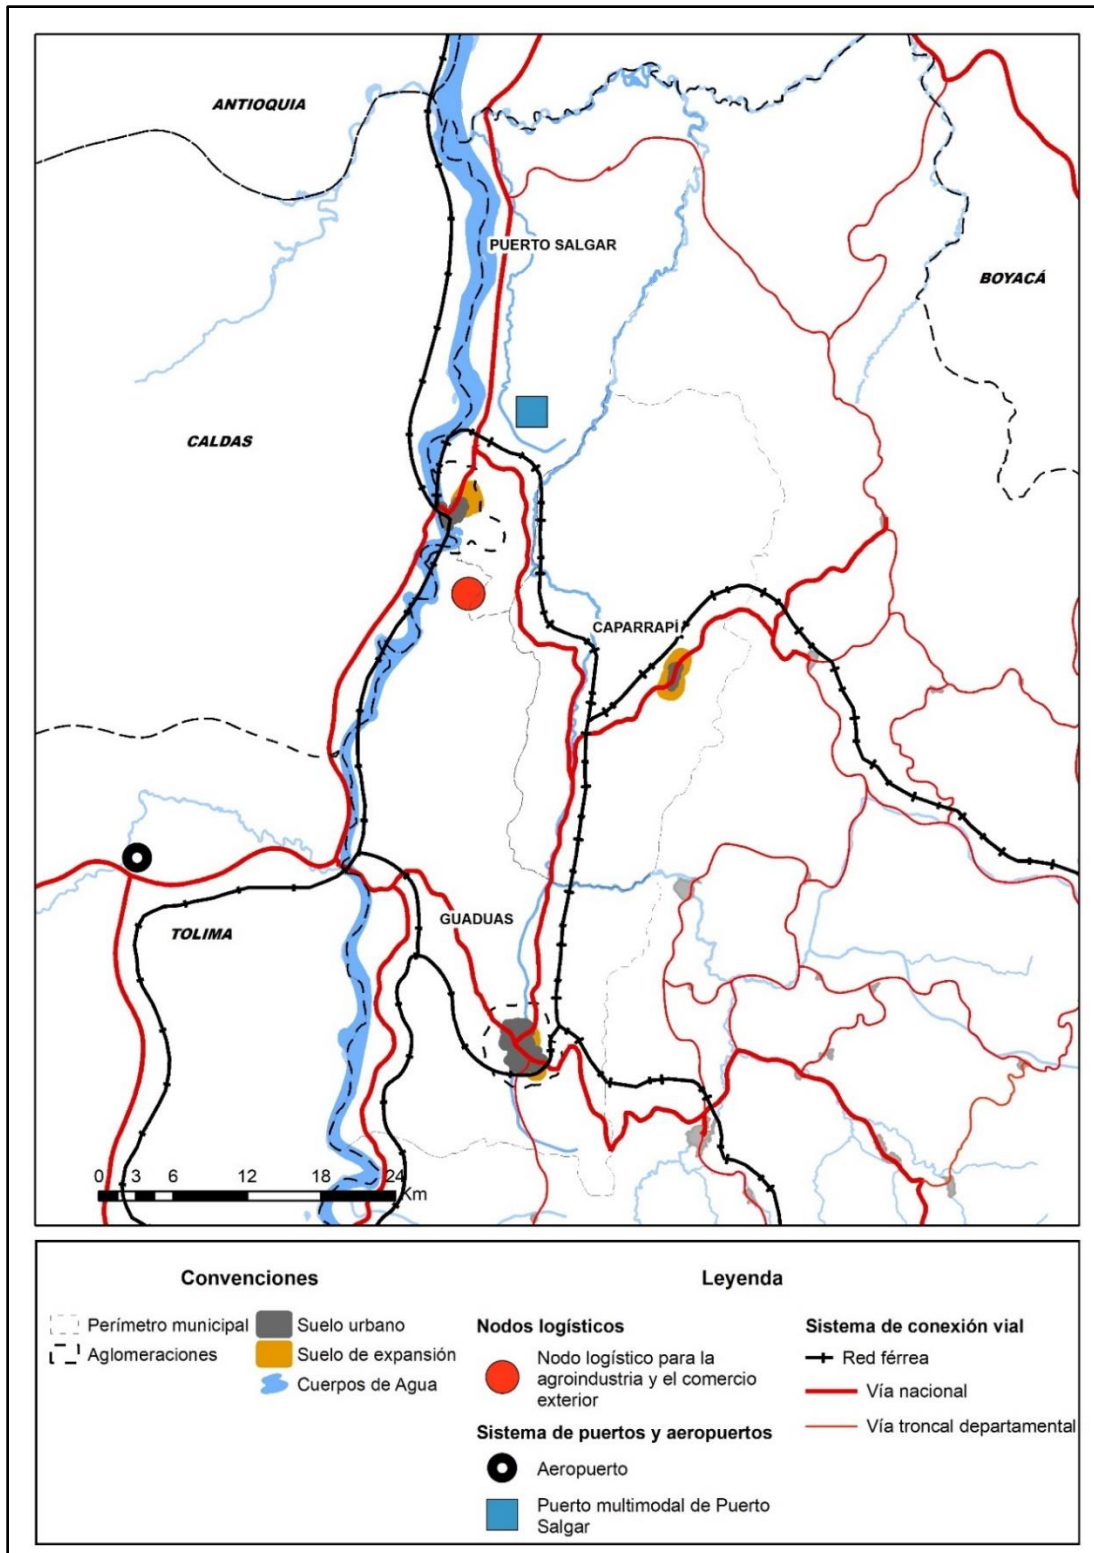 ANTIOQUIA
PUERTO SALGAR
BOYACÁ
CALDAS
CAPARRAPÍ
GUADUAS
TOLIMA
0 3 6 12 18 24
Km
Convenciones
Perímetro municipal
Aglomeraciones
Suelo urbano
Suelo de expansión
Cuerpos de Agua
Leyenda
Nodos logísticos
Nodo logístico para la
agroindustria y el comercio
exterior
Sistema de puertos y aeropuertos
Aeropuerto
Puerto multimodal de Puerto
Salgar
Sistema de conexión vial
Red férrea
Vía nacional
Vía troncal departamental